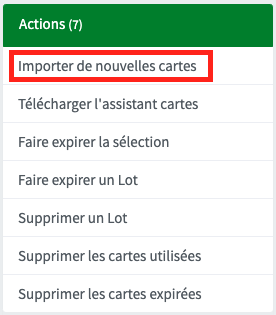 Actions (7)
Importer de nouvelles cartes
Télécharger l'assistant cartes
Faire expirer la sélection
Faire expirer un Lot
Supprimer un Lot
Supprimer les cartes utilisées
Supprimer les cartes expirées